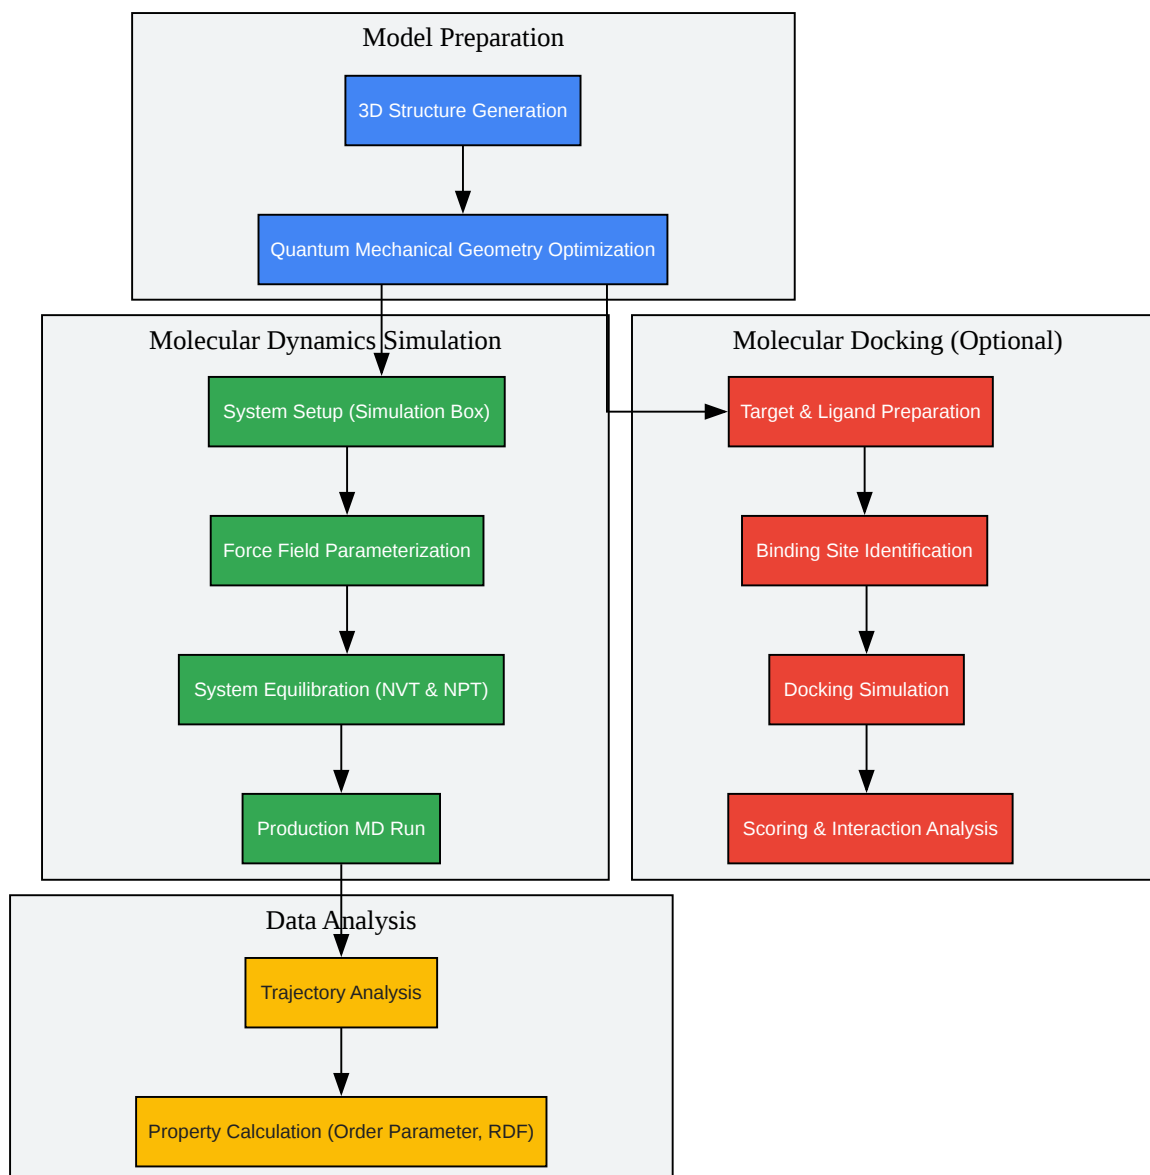 Model Preparation
3D Structure Generation
Quantum Mechanical Geometry Optimization
Molecular Dynamics Simulation
System Setup (Simulation Box)
Force Field Parameterization
System Equilibration (NVT & NPT)
Production MD Run
Molecular Docking (Optional)
Target & Ligand Preparation
Binding Site Identification
Docking Simulation
Scoring & Interaction Analysis
Data Analysis
Trajectory Analysis
Property Calculation (Order Parameter, RDF)